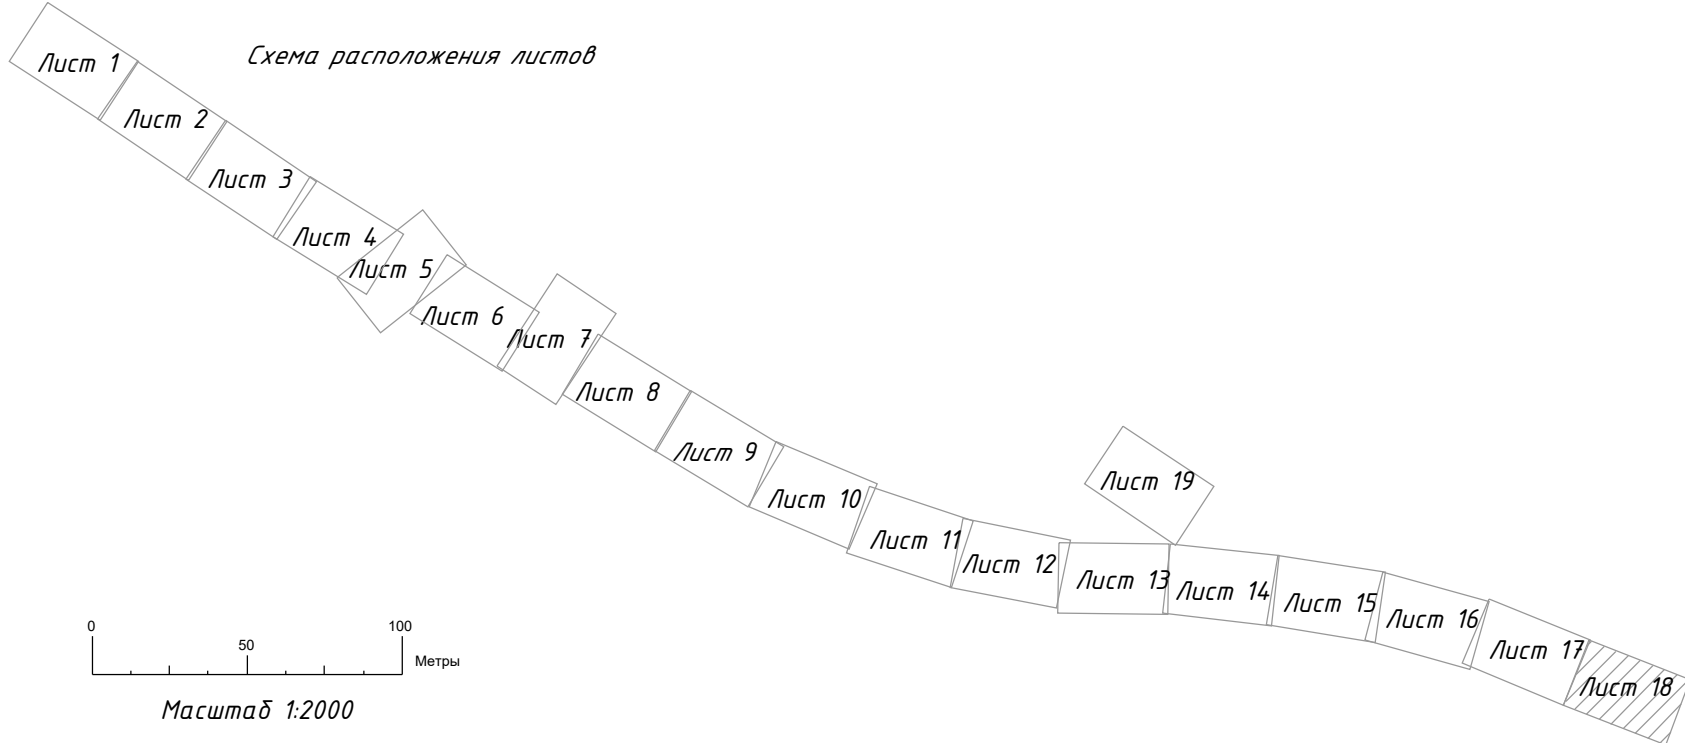 Схема расположения листов
Лист 1
Лист 2
Лист 3
Лист 4
Лист 5
Лист 6
Лист 7
Лист 8
Лист 9
Лист 10
Лист 11
Лист 12
Лист 13
Лист 14
Лист 15
Лист 16
Лист 17
Лист 18
Лист 19
0
50
100
Метры
Масштаб 1:2000